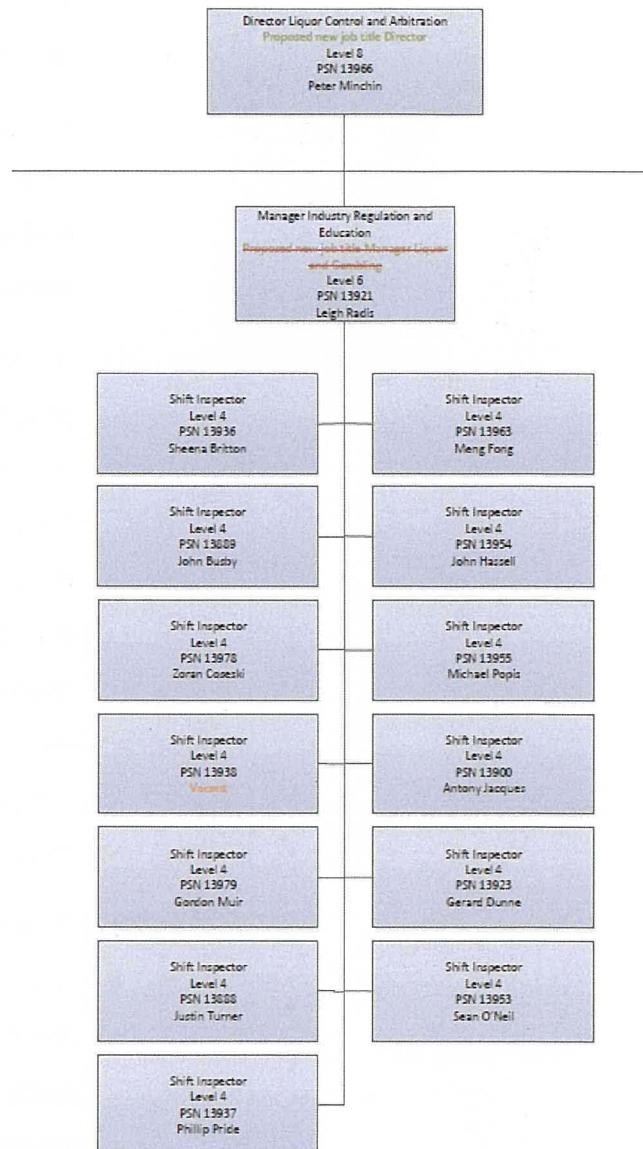 Director Liquor Control and Arbitration
Proposed new job title Director
Level 8
PSN 13966
Peter Minchin
Manager Industry Regulation and
Education
Proposed new job title Manager Liquor
and Gambling
Level 6
PSN 13921
Leigh Radis
Shift Inspector
Level 4
PSN 13936
Sheena Britton
Shift Inspector
Level 4
PSN 13963
Meng Fong
Shift Inspector
Level 4
PSN 13889
John Busby
Shift Inspector
Level 4
PSN 13954
John Hassell
Shift Inspector
Level 4
PSN 13978
Zoran Coseski
Shift Inspector
Level 4
PSN 13955
Michael Popis
Shift Inspector
Level 4
PSN 13938
Vacant
Shift Inspector
Level 4
PSN 13900
Antony Jacques
Shift Inspector
Level 4
PSN 13979
Gordon Muir
Shift Inspector
Level 4
PSN 13923
Gerard Dunne
Shift Inspector
Level 4
PSN 13888
Justin Turner
Shift Inspector
Level 4
PSN 13953
Sean O'Neil
Shift Inspector
Level 4
PSN 13937
Phillip Pride